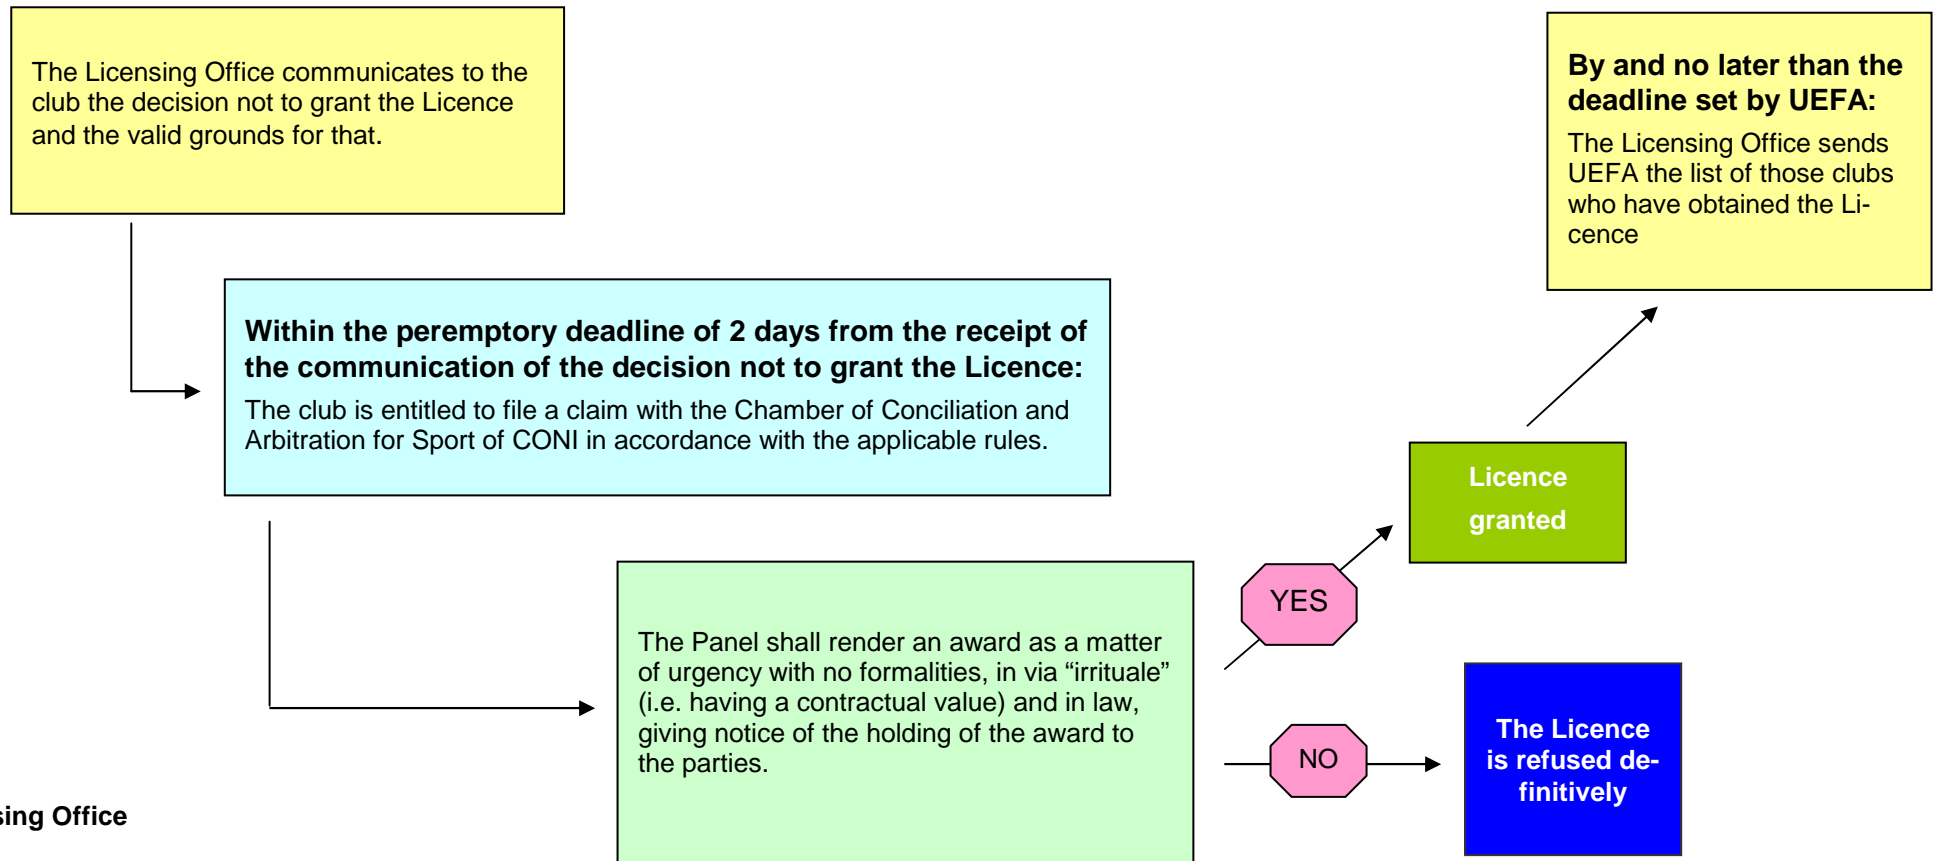 The Licensing Office communicates to the
club the decision not to grant the Licence
and the valid grounds for that.
By and no later than the
deadline set by UEFA:
The Licensing Office sends
UEFA the list of those clubs
who have obtained the Li-
cence
Within the peremptory deadline of 2 days from the receipt of
the communication of the decision not to grant the Licence:
The club is entitled to file a claim with the Chamber of Conciliation and
Arbitration for Sport of CONI in accordance with the applicable rules.
Licence
granted
YES
The Panel shall render an award as a matter
of urgency with no formalities, in via “irrituale”
(i.e. having a contractual value) and in law,
giving notice of the holding of the award to
the parties.
NO
The Licence
is refused de-
finitively
sing Office